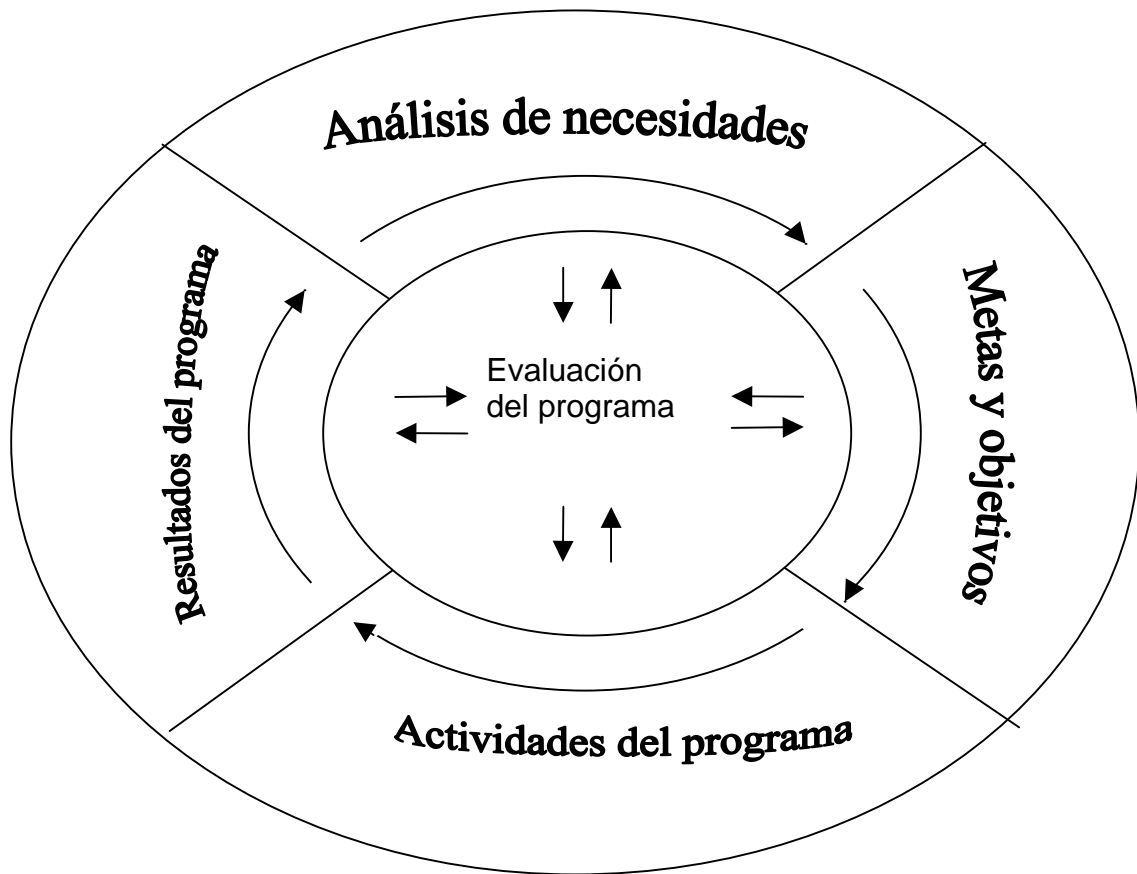 Análisis de necesidades
Metas y objetivos
Actividades del programa
Resultados del programa
Evaluación
del programa